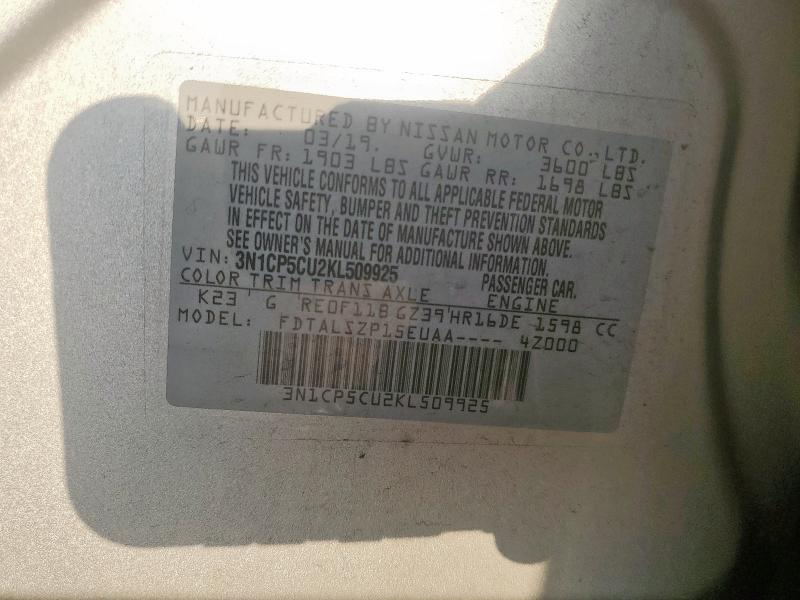 MANUFACTURED BY NISSAN MOTOR CO., LTD.
DATE: 03/19. GVWR: 3600 LBS
GAWR FR: 1903 LBS GAWR RR: 1698 LBS
THIS VEHICLE CONFORMS TO ALL APPLICABLE FEDERAL MOTOR
VEHICLE SAFETY, BUMPER AND THEFT PREVENTION STANDARDS
IN EFFECT ON THE DATE OF MANUFACTURE SHOWN ABOVE.
SEE OWNER'S MANUAL FOR ADDITIONAL INFORMATION.
VIN: 3N1CP5CU2KL509925 PASSENGER CAR.
COLOR TRIM TRANS AXLE ENGINE
K23 G RE0F11B GZ39 HR16DE 1598 CC
MODEL: FDTALSZP15EUAA---- 4Z000
3N1CP5CU2KL509925